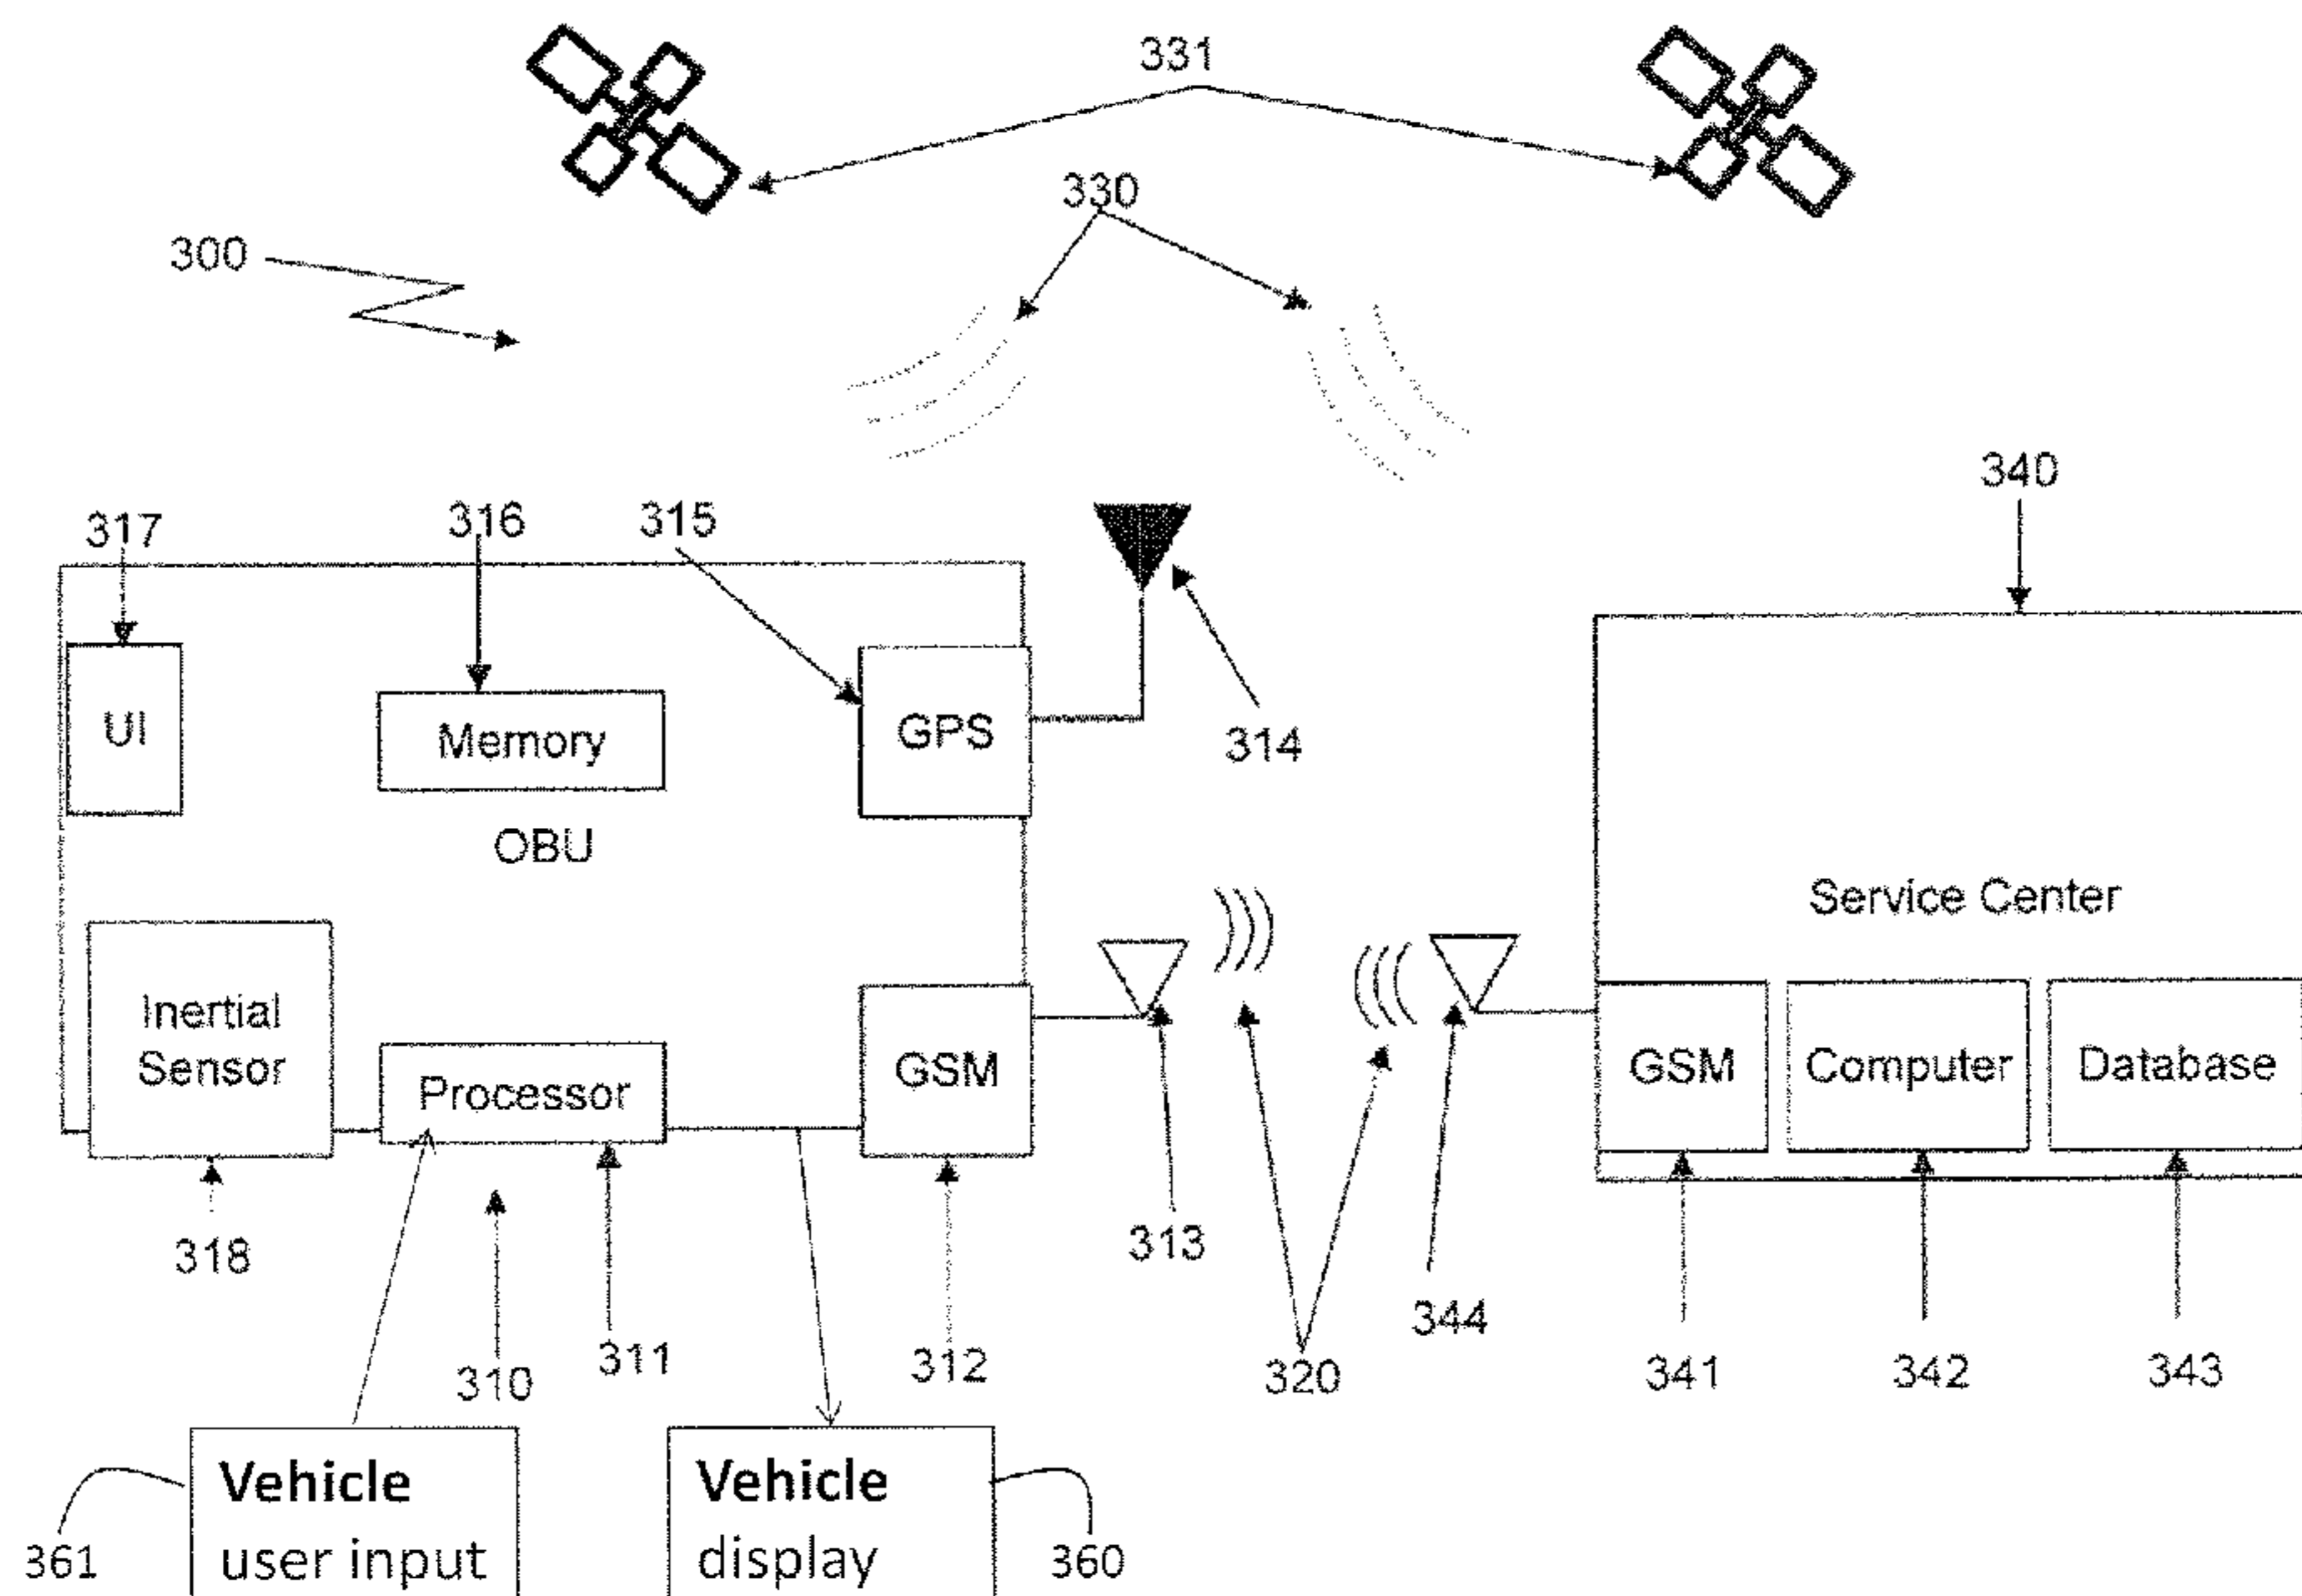 331
330
300
340
317
316
315
UI
Memory
GPS
314
OBU
Service Center
Inertial
Sensor
Processor
GSM
GSM
Computer
Database
318
313
344
310
311
312
320
341
342
343
Vehicle
user input
Vehicle
display
361
360